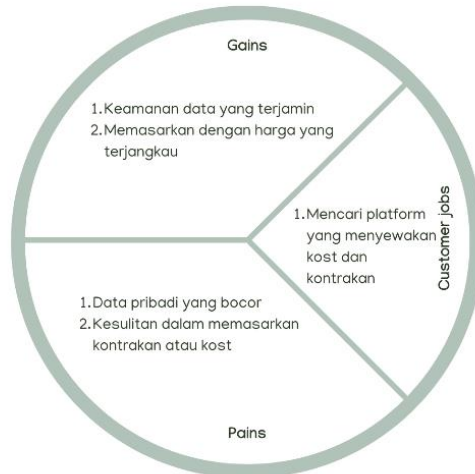 Gains
1. Keamanan data yang terjamin
2. Memasarkan dengan harga yang
terjangkau
1. Mencari platform
yang menyewakan
kost dan
kontrakan
Customer jobs
1. Data pribadi yang bocor
2. Kesulitan dalam memasarkan
kontrakan atau kost
Pains